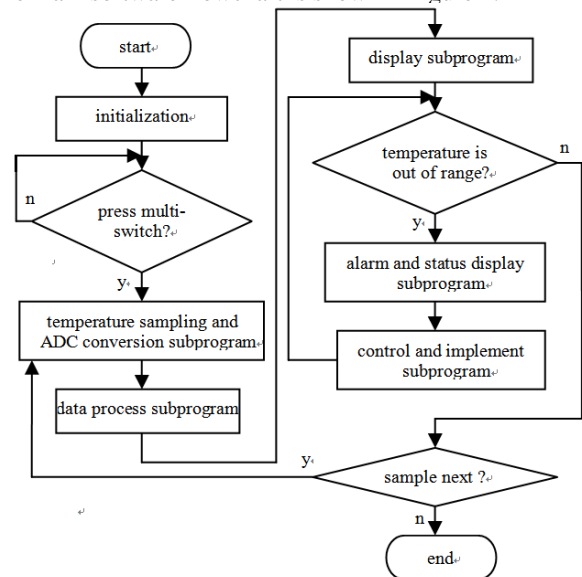 start
initialization
n
press multi-
switch?
y
temperature sampling and
ADC conversion subprogram
data process subprogram
display subprogram
temperature is
out of range?
n
y
alarm and status display
subprogram
control and implement
subprogram
y
sample next ?
n
end